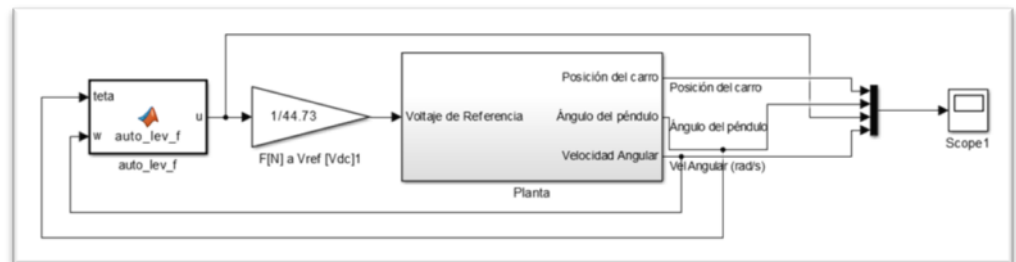 teta
w
auto_lev_f
u
auto_lev_f
1/44.73
F[N] a Vref [Vdc]1
Voltaje de Referencia
Posición del carro
Ángulo del péndulo
Velocidad Angular
Planta
Posición del carro
Ángulo del péndulo
Vel Angular (rad/s)
Scope1